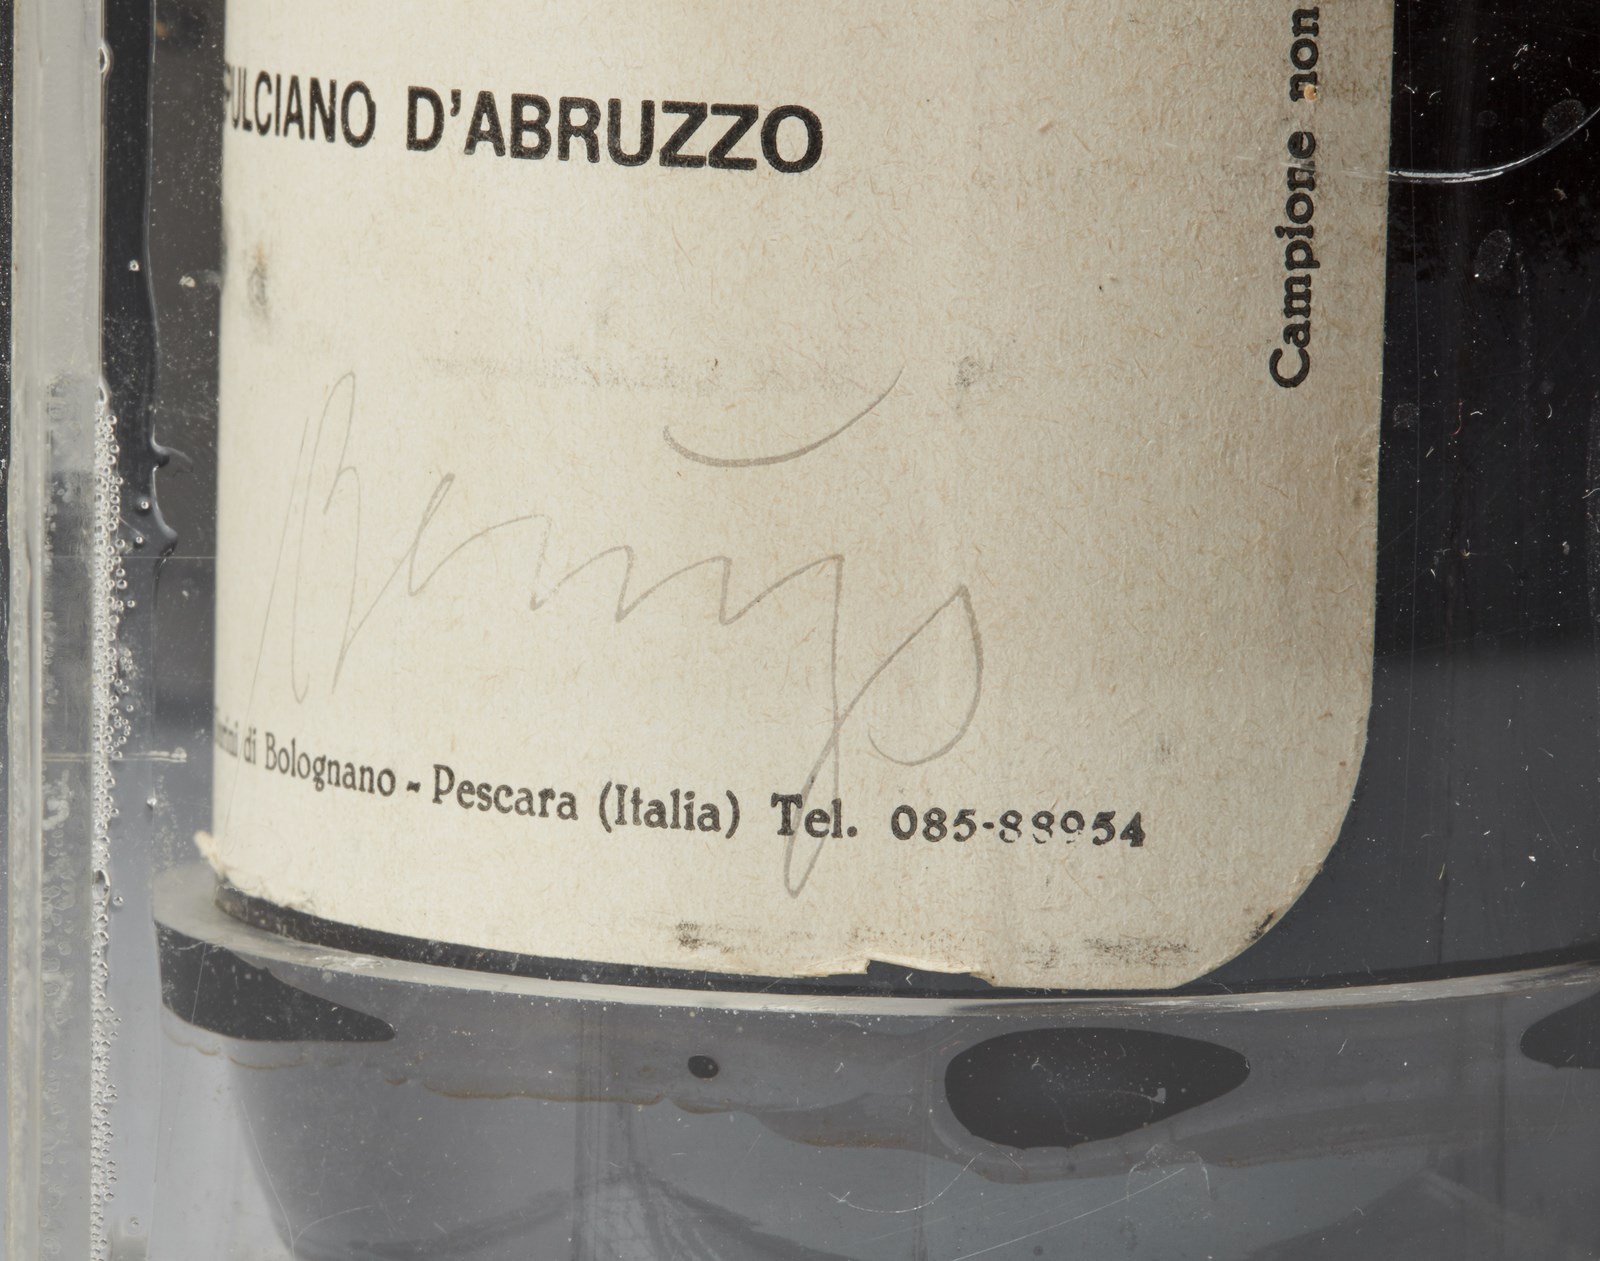 PULCIANO D'ABRUZZO
Campione non
Beuys
di Bolognano - Pescara (Italia) Tel. 085-88954